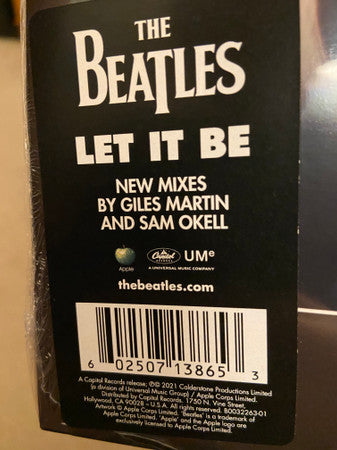 THE
BEATLES
LET IT BE
NEW MIXES
BY GILES MARTIN
AND SAM OKELL
Apple
Capitol
RECORDS
UMe
A UNIVERSAL MUSIC COMPANY
thebeatles.com
6 02507 13865 3
A Capitol Records release; ℗© 2021 Calderstone Productions Limited
(a division of Universal Music Group) / Apple Corps Limited.
Distributed by Capitol Records, 1750 N. Vine Street,
Hollywood, CA 90028 – U.S.A. All rights reserved. B0032263-01
Artwork © Apple Corps Limited. 'Beatles' is a trademark of
Apple Corps Limited. 'Apple' and the Apple logo are
exclusively licensed to Apple Corps Limited.